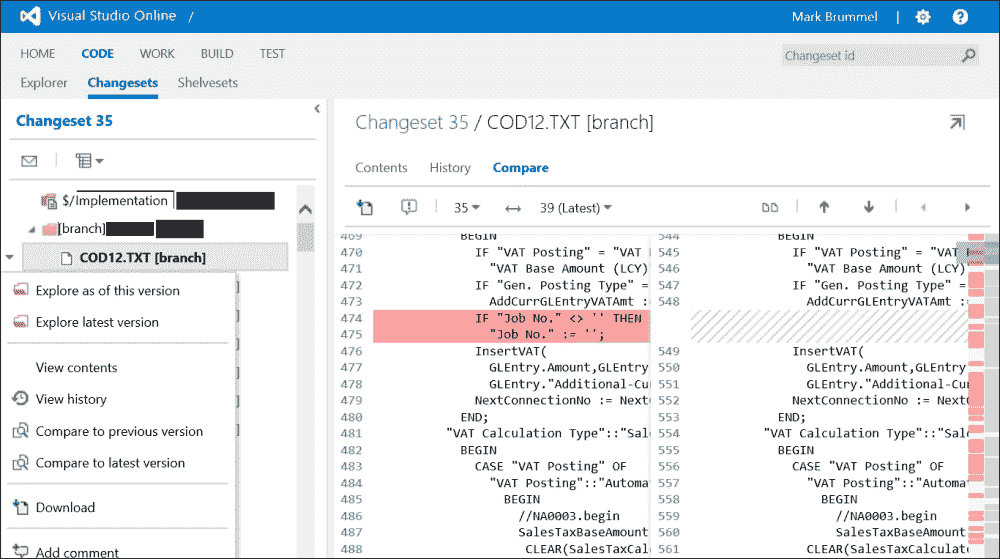 Visual Studio Online /
Mark Brummel
HOME CODE WORK BUILD TEST
Changeset id
Explorer Changesets Shelvesets
Changeset 35
$/Implementation
[branch]
COD12.TXT [branch]
Explore as of this version
Explore latest version
View contents
View history
Compare to previous version
Compare to latest version
Download
Add comment
Changeset 35 / COD12.TXT [branch]
Contents History Compare
35 39 (Latest)
469 BEGIN
470 IF "VAT Posting" = "VAT
471 "VAT Base Amount (LCY)
472 IF "Gen. Posting Type" =
473 AddCurrGLEntryVATAmt :
474 IF "Job No." <> '' THEN
475 "Job No." := '';
476 InsertVAT(
477 GLEntry.Amount,GLEntry
478 GLEntry."Additional-Cu
479 NextConnectionNo := Next
480 END;
481 "VAT Calculation Type"::"Sal
482 BEGIN
483 CASE "VAT Posting" OF
484 "VAT Posting"::"Automa
485 BEGIN
486 //NA0003.begin
487 SalesTaxBaseAmount
488 CLEAR(SalesTaxCal
544 BEGIN
545 IF "VAT Posting" = "VAT
546 "VAT Base Amount (LCY)
547 IF "Gen. Posting Type" =
548 AddCurrGLEntryVATAmt :
549 InsertVAT(
550 GLEntry.Amount,GLEntry
551 GLEntry."Additional-Cu
552 NextConnectionNo := Next
553 END;
554 "VAT Calculation Type"::"Sal
555 BEGIN
556 CASE "VAT Posting" OF
557 "VAT Posting"::"Automa
558 BEGIN
559 //NA0003.begin
560 SalesTaxBaseAmount
561 CLEAR(SalesTaxCalculat